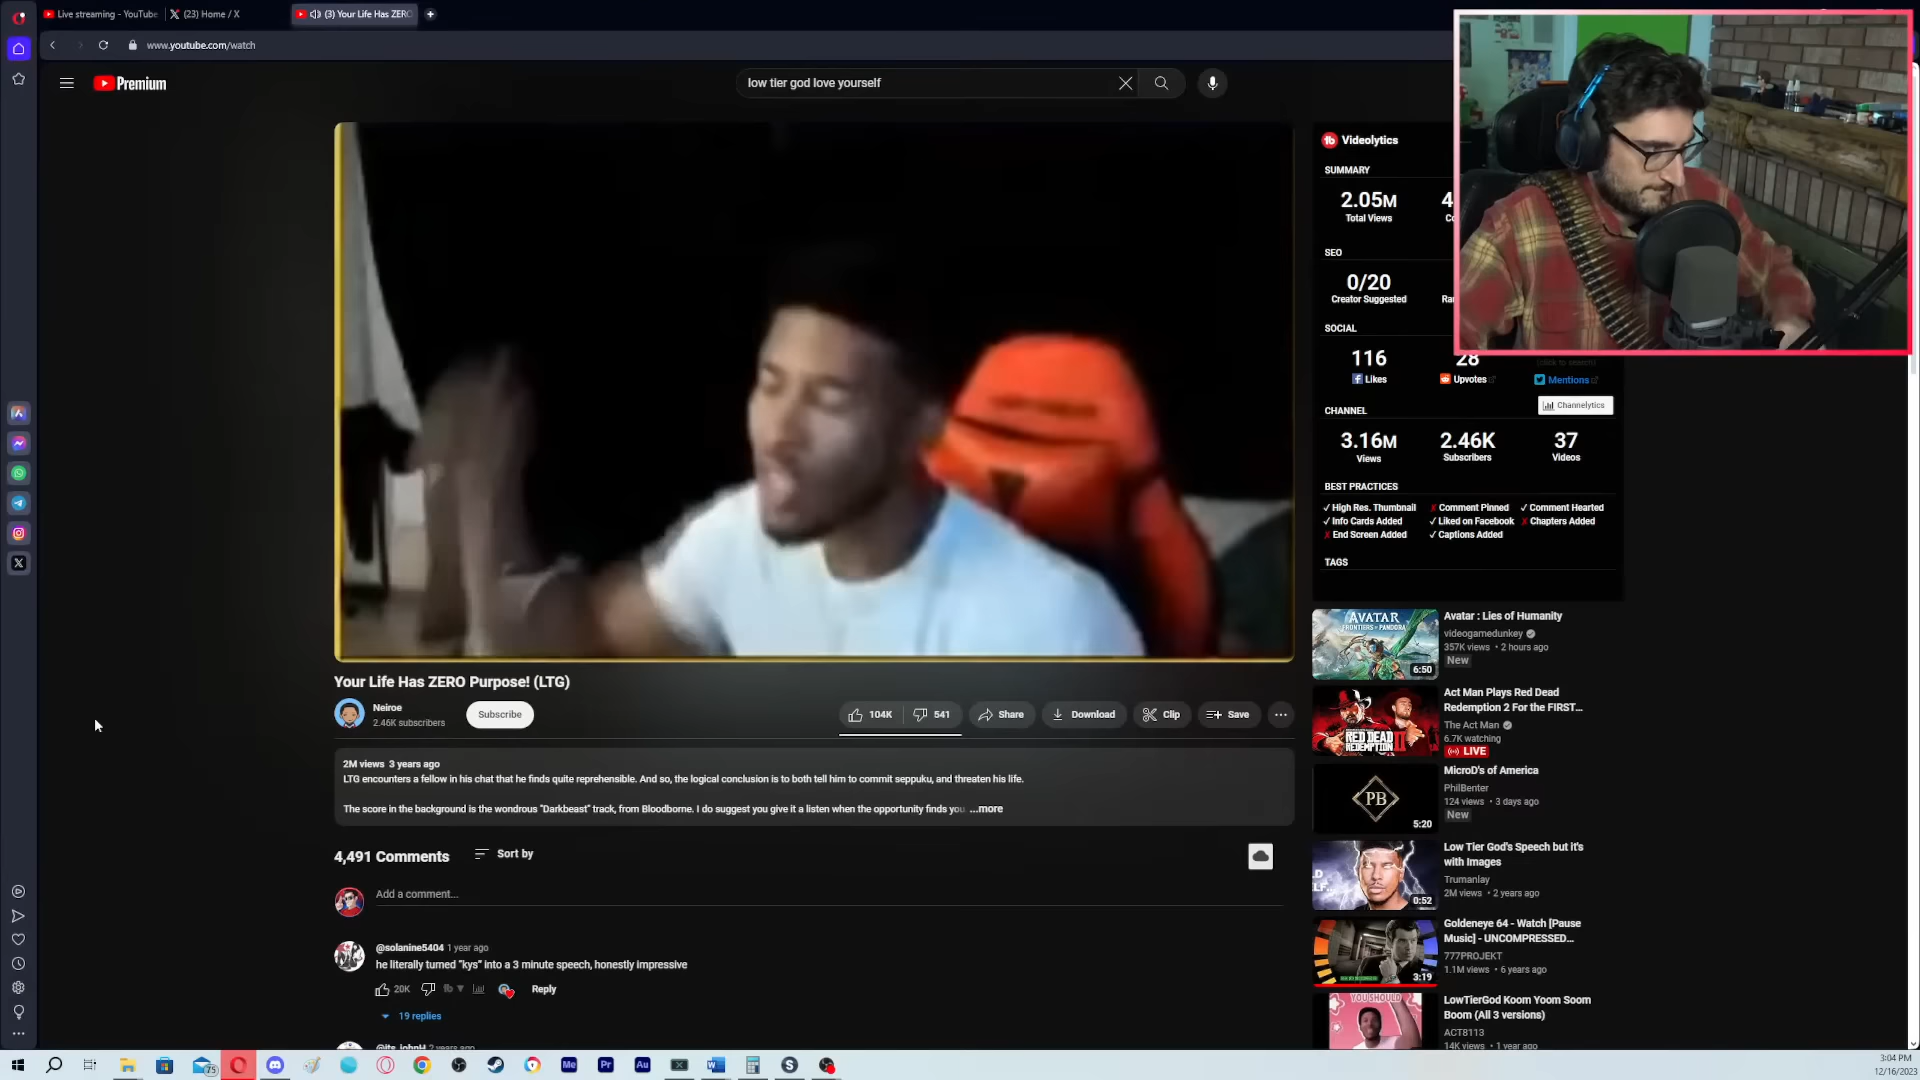 Live streaming - YouTube
(23) Home / X
(3) Your Life Has ZERO
www.youtube.com/watch
Premium
low tier god love yourself
Videolytics
SUMMARY
2.05M
Total Views
SEO
0/20
Creator Suggested
SOCIAL
116
28
Likes
Upvotes
Mentions
CHANNEL
Channelytics
3.16M
2.46K
37
Views
Subscribers
Videos
BEST PRACTICES
✓ High Res. Thumbnail
✗ Comment Pinned
✓ Comment Hearted
✓ Info Cards Added
✓ Liked on Facebook
✗ Chapters Added
✗ End Screen Added
✓ Captions Added
TAGS
Your Life Has ZERO Purpose! (LTG)
Neiroe
2.46K subscribers
Subscribe
104K
541
Share
Download
Clip
Save
2M views 3 years ago
LTG encounters a fellow in his chat that he finds quite reprehensible. And so, the logical conclusion is to both tell him to commit seppuku, and threaten his life.
The score in the background is the wondrous "Darkbeast" track, from Bloodborne. I do suggest you give it a listen when the opportunity finds you ...more
4,491 Comments
Sort by
Add a comment...
@solanine5404 1 year ago
he literally turned "kys" into a 3 minute speech, honestly impressive
20K
Reply
19 replies
@its_johnH 2 years ago
AVATAR
FRONTIERS of PANDORA
6:50
Avatar : Lies of Humanity
videogamedunkey
357K views • 2 hours ago
New
RED DEAD
REDEMPTION
Act Man Plays Red Dead
Redemption 2 For the FIRST...
The Act Man
6.7K watching
LIVE
PB
5:20
MicroD's of America
PhilBenter
124 views • 3 days ago
New
0:52
Low Tier God's Speech but it's
with Images
Trumanlay
2M views • 2 years ago
3:19
Goldeneye 64 - Watch [Pause
Music] - UNCOMPRESSED...
777PROJEKT
1.1M views • 6 years ago
YOU SHOULD
LowTierGod Koom Yoom Soom
Boom (All 3 versions)
ACT8113
14K views • 1 year ago
75
Me
Pr
Au
3:04 PM
12/16/2023